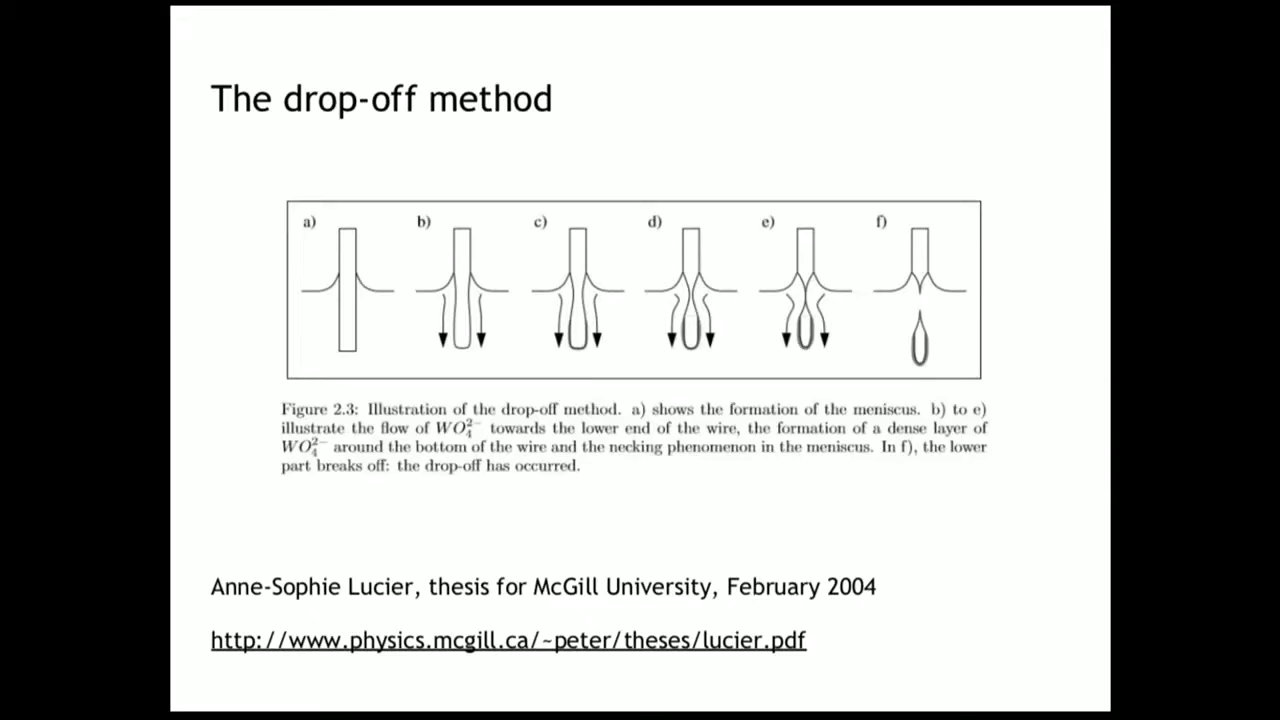 The drop-off method
a) b) c) d) e) f)
Figure 2.3: Illustration of the drop-off method. a) shows the formation of the meniscus. b) to e)
illustrate the flow of WO₄²⁻ towards the lower end of the wire, the formation of a dense layer of
WO₄²⁻ around the bottom of the wire and the necking phenomenon in the meniscus. In f), the lower
part breaks off: the drop-off has occurred.
Anne-Sophie Lucier, thesis for McGill University, February 2004
http://www.physics.mcgill.ca/~peter/theses/lucier.pdf